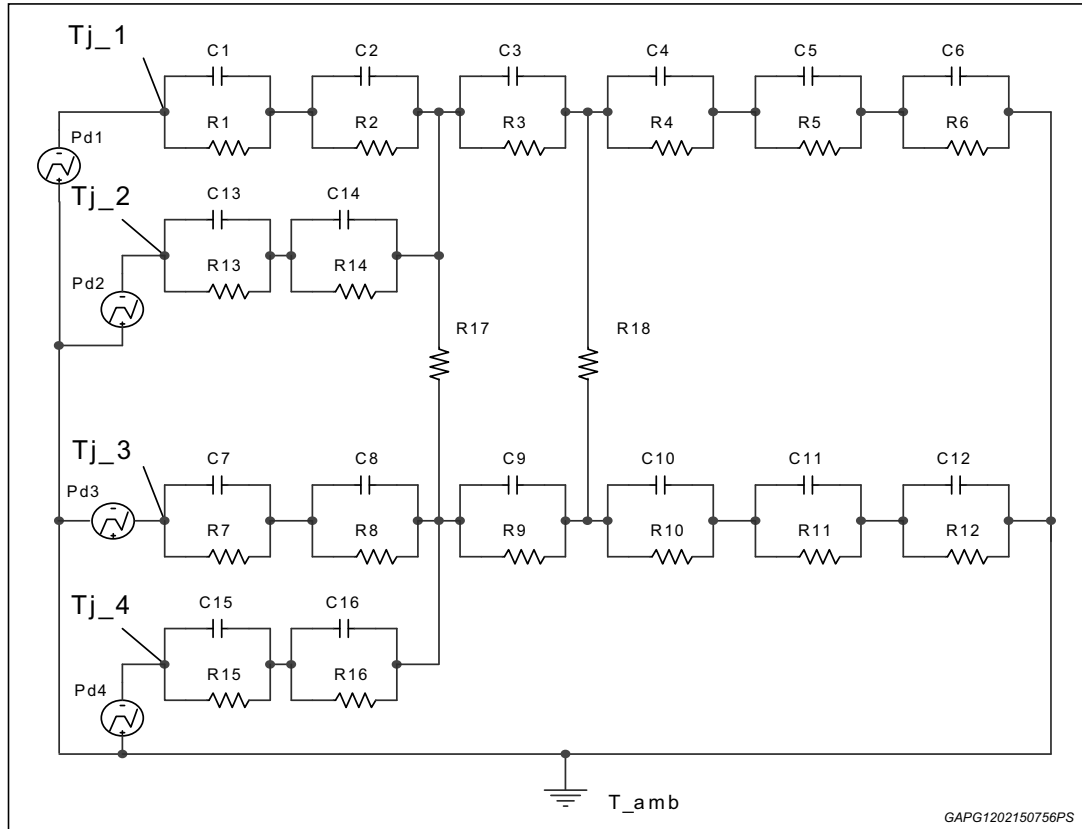 Tj_1
C1 C2 C3 C4 C5 C6
R1 R2 R3 R4 R5 R6
Pd1
-
+
Tj_2
C13 C14
R13 R14
Pd2
-
+
R17 R18
Tj_3
C7 C8 C9 C10 C11 C12
Pd3
R7 R8 R9 R10 R11 R12
Tj_4
C15 C16
R15 R16
Pd4
-
+
T_amb
GAPG1202150756PS